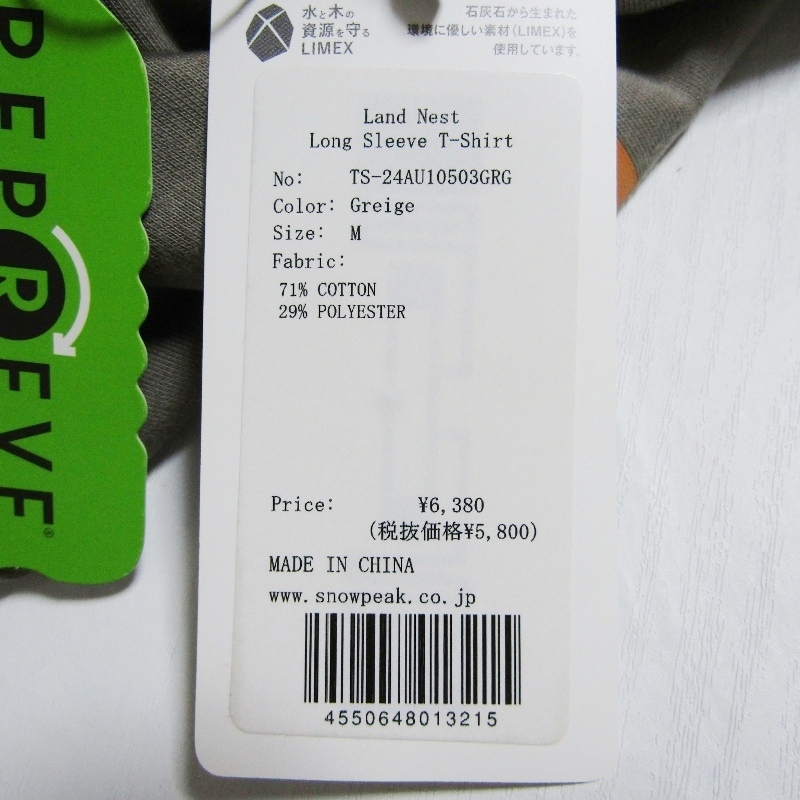 水と木の
資源を守る
LIMEX
石灰石から生まれた
環境に優しい素材(LIMEX)を
使用しています。
Land Nest
Long Sleeve T-Shirt
No: TS-24AU10503GRG
Color: Greige
Size: M
Fabric:
71% COTTON
29% POLYESTER
Price: ¥6,380
(税抜価格¥5,800)
MADE IN CHINA
www.snowpeak.co.jp
4550648013215
REPREVE®